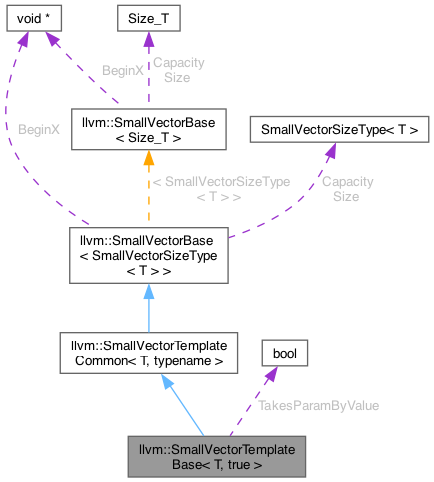 void *
Size_T
BeginX
Capacity
Size
llvm::SmallVectorBase
< Size_T >
SmallVectorSizeType< T >
BeginX
< SmallVectorSizeType
< T > >
Capacity
Size
llvm::SmallVectorBase
< SmallVectorSizeType
< T > >
llvm::SmallVectorTemplate
Common< T, typename >
bool
TakesParamByValue
llvm::SmallVectorTemplate
Base< T, true >